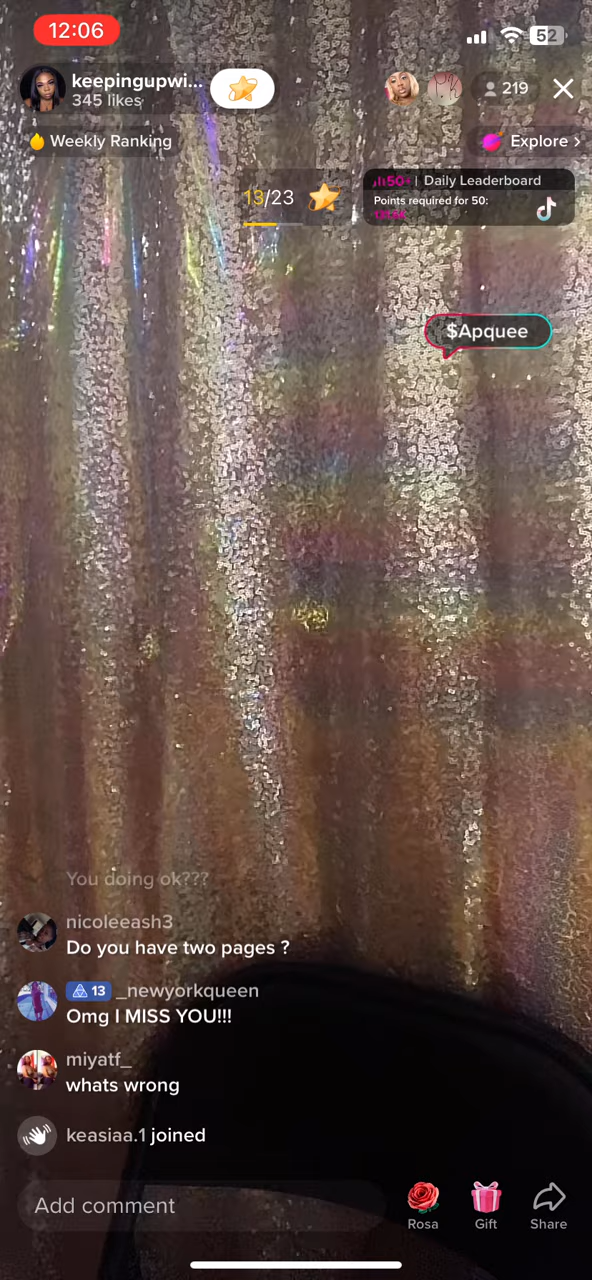 12:06
52
keepingupwi...
345 likes
219
Weekly Ranking
Explore >
13/23
50+ | Daily Leaderboard
Points required for 50:
$Apquee
You doing ok???
nicoleeash3
Do you have two pages ?
13 _newyorkqueen
Omg I MISS YOU!!!
miyatf_
whats wrong
keasiaa.1 joined
Add comment
Rosa
Gift
Share